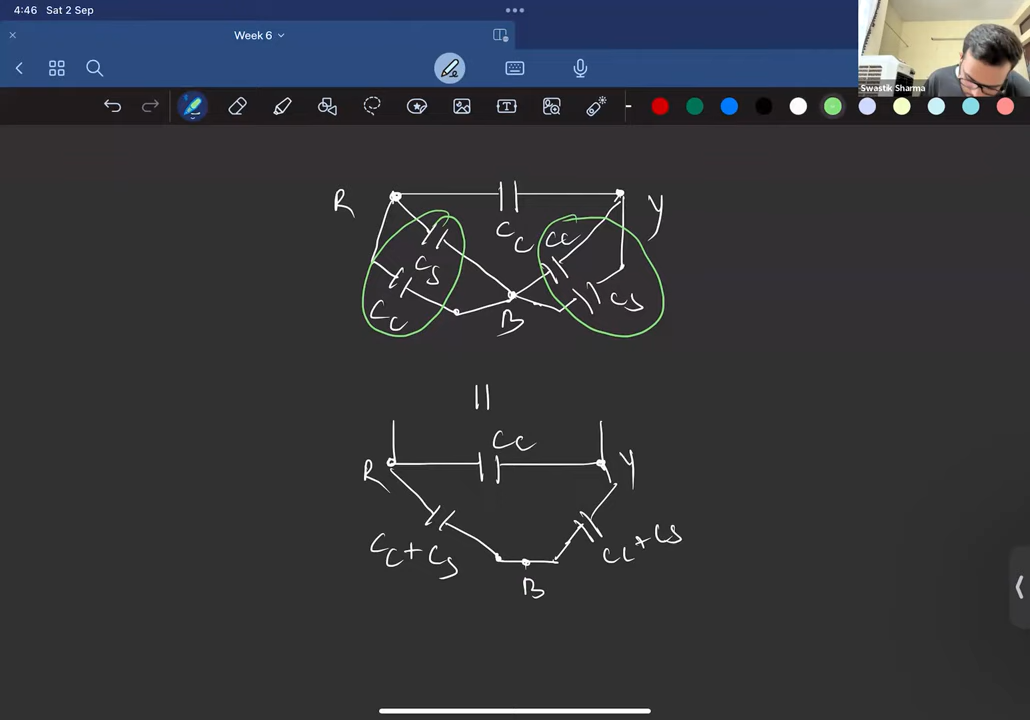 4:46 Sat 2 Sep
Week 6
Swastik Sharma
R
Y
Cc
Cc
Cs
Cc
Cs
B
Cc
R
Y
Cc + Cs
Cc + Cs
B